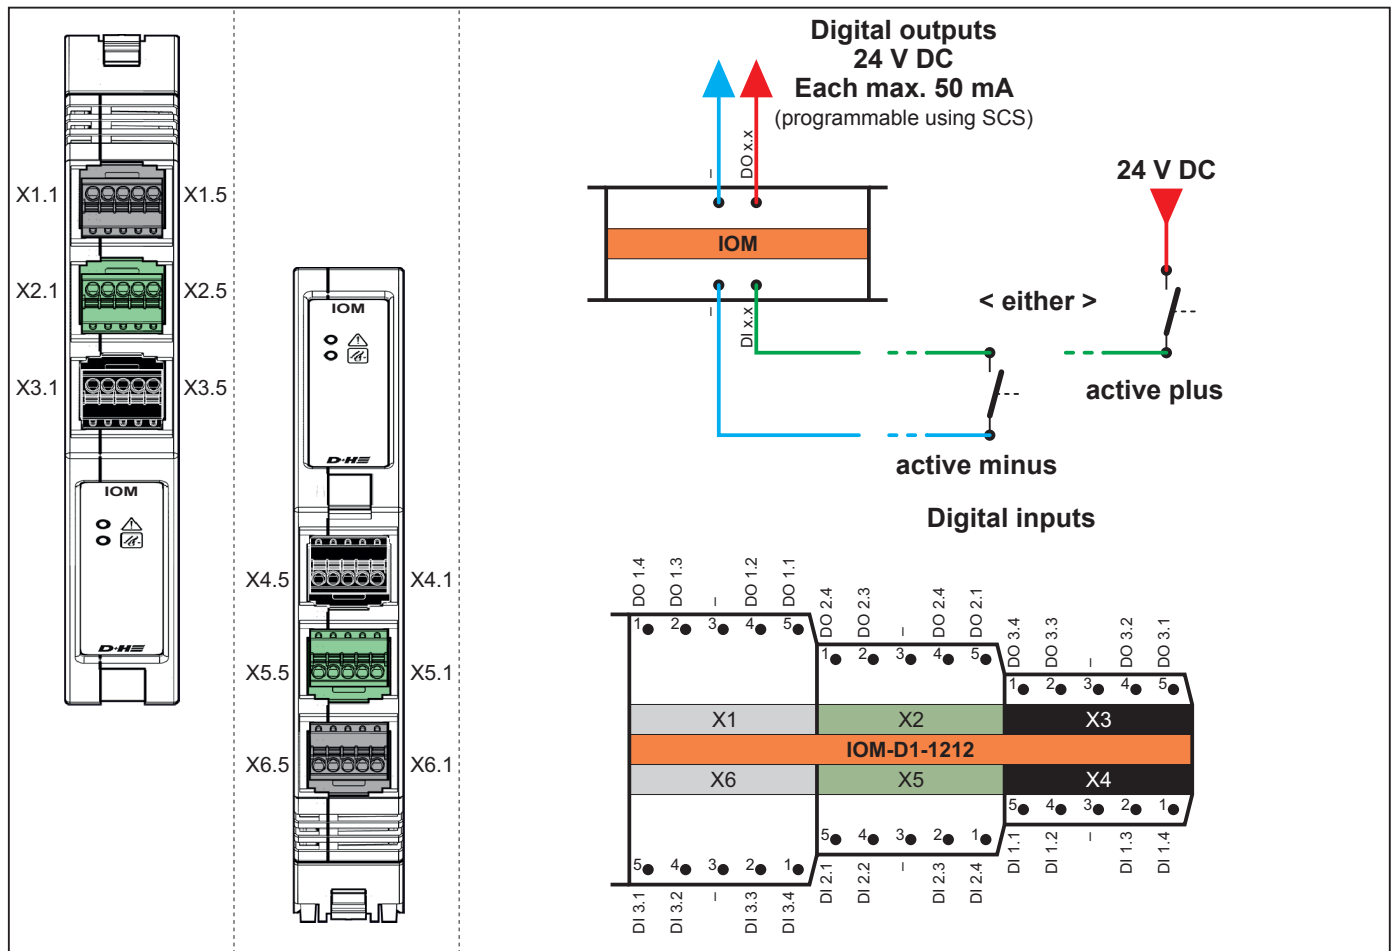 X1.1 X1.5
X2.1 X2.5
X3.1 X3.5
IOM
D+H
IOM
D+H
X4.5 X4.1
X5.5 X5.1
X6.5 X6.1
Digital outputs
24 V DC
Each max. 50 mA
(programmable using SCS)
– DO x.x
24 V DC
IOM
– DI x.x
< either >
active plus
active minus
Digital inputs
DO 1.4 DO 1.3 – DO 1.2 DO 1.1
1 2 3 4 5
DO 2.4 DO 2.3 – DO 2.4 DO 2.1
1 2 3 4 5
DO 3.4 DO 3.3 – DO 3.2 DO 3.1
1 2 3 4 5
X1 X2 X3
IOM-D1-1212
X6 X5 X4
5 4 3 2 1
DI 1.1 DI 1.2 – DI 1.3 DI 1.4
5 4 3 2 1
DI 2.1 DI 2.2 – DI 2.3 DI 2.4
5 4 3 2 1
DI 3.1 DI 3.2 – DI 3.3 DI 3.4